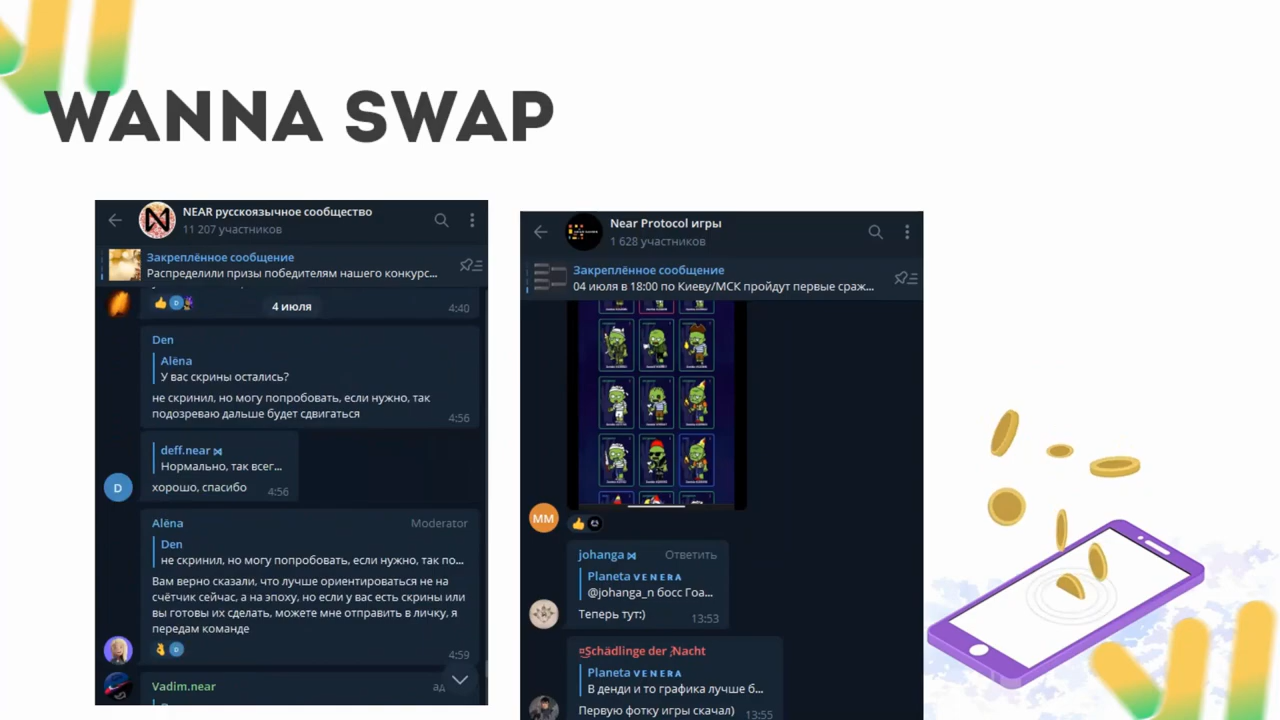 WANNA SWAP
NEAR русскоязычное сообщество
11 207 участников
Закреплённое сообщение
Распределили призы победителям нашего конкурс...
4 июля
4:40
Den
Alëna
У вас скрины остались?
не скринил, но могу попробовать, если нужно, так
подозреваю дальше будет сдвигаться
4:56
deff.near
Нормально, так всег...
хорошо, спасибо
4:56
D
Alëna Moderator
Den
не скринил, но могу попробовать, если нужно, так по...
Вам верно сказали, что лучше ориентироваться не на
счётчик сейчас, а на эпоху, но если у вас есть скрины или
вы готовы их сделать, можете мне отправить в личку, я
передам команде
D
4:59
Vadim.near
Near Protocol игры
1 628 участников
Закреплённое сообщение
04 июля в 18:00 по Киеву/МСК пройдут первые сраж...
MM
johanga Ответить
Planeta VENERA
@johanga_n босс Гоа...
Теперь тут:)
13:53
¤Schädlinge der Nacht
Planeta VENERA
В денди и то графика лучше б...
Первую фотку игры скачал)
13:55